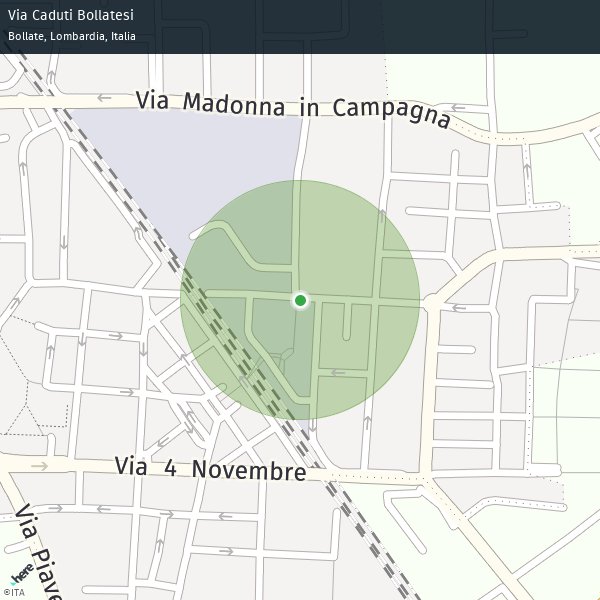 Via Caduti Bollatesi
Bollate, Lombardia, Italia
Via Madonna in Campagna
Via 4 Novembre
Via Piave
here
©ITA